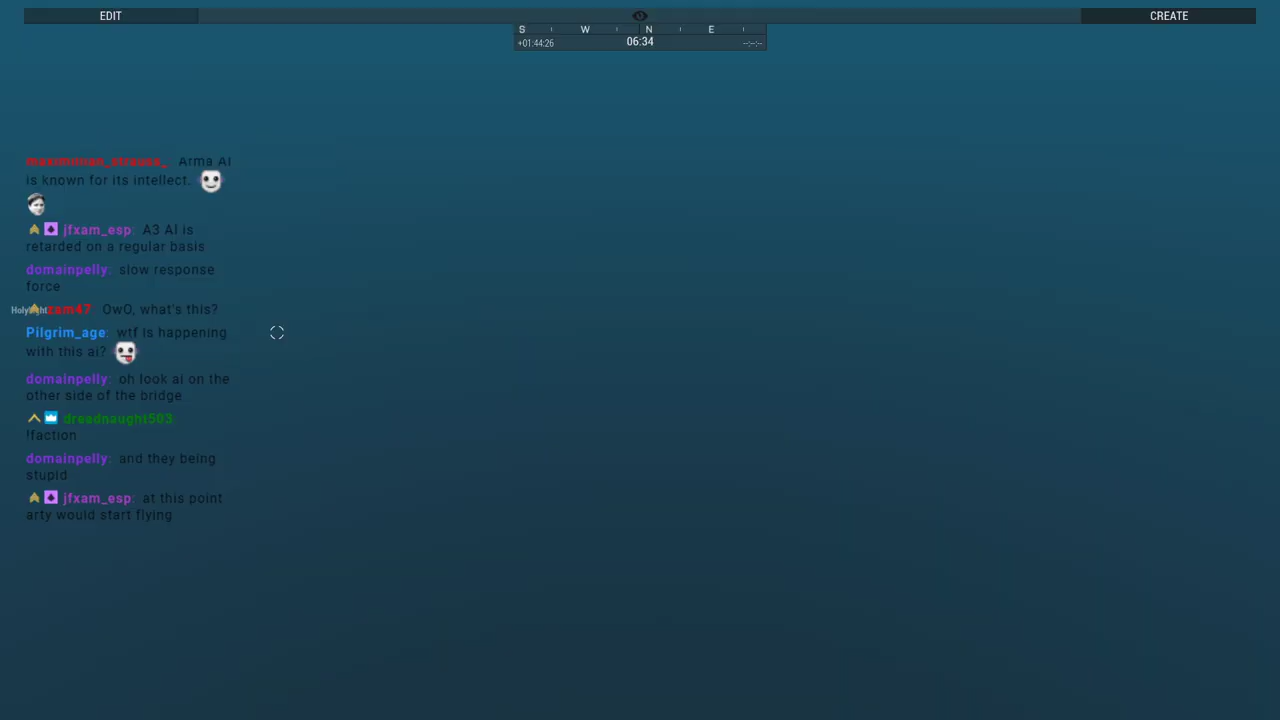 EDIT
CREATE
S W N E
+01:44:26 06:34 --:--:--
maximilian_strauss_ Arma AI
is known for its intellect.
jfxam_esp: A3 AI is
retarded on a regular basis
domainpelly: slow response
force
zam47 OwO, what's this?
Pilgrim_age: wtf is happening
with this ai?
domainpelly: oh look ai on the
other side of the bridge
dreadnaught503
!faction
domainpelly: and they being
stupid
jfxam_esp: at this point
arty would start flying